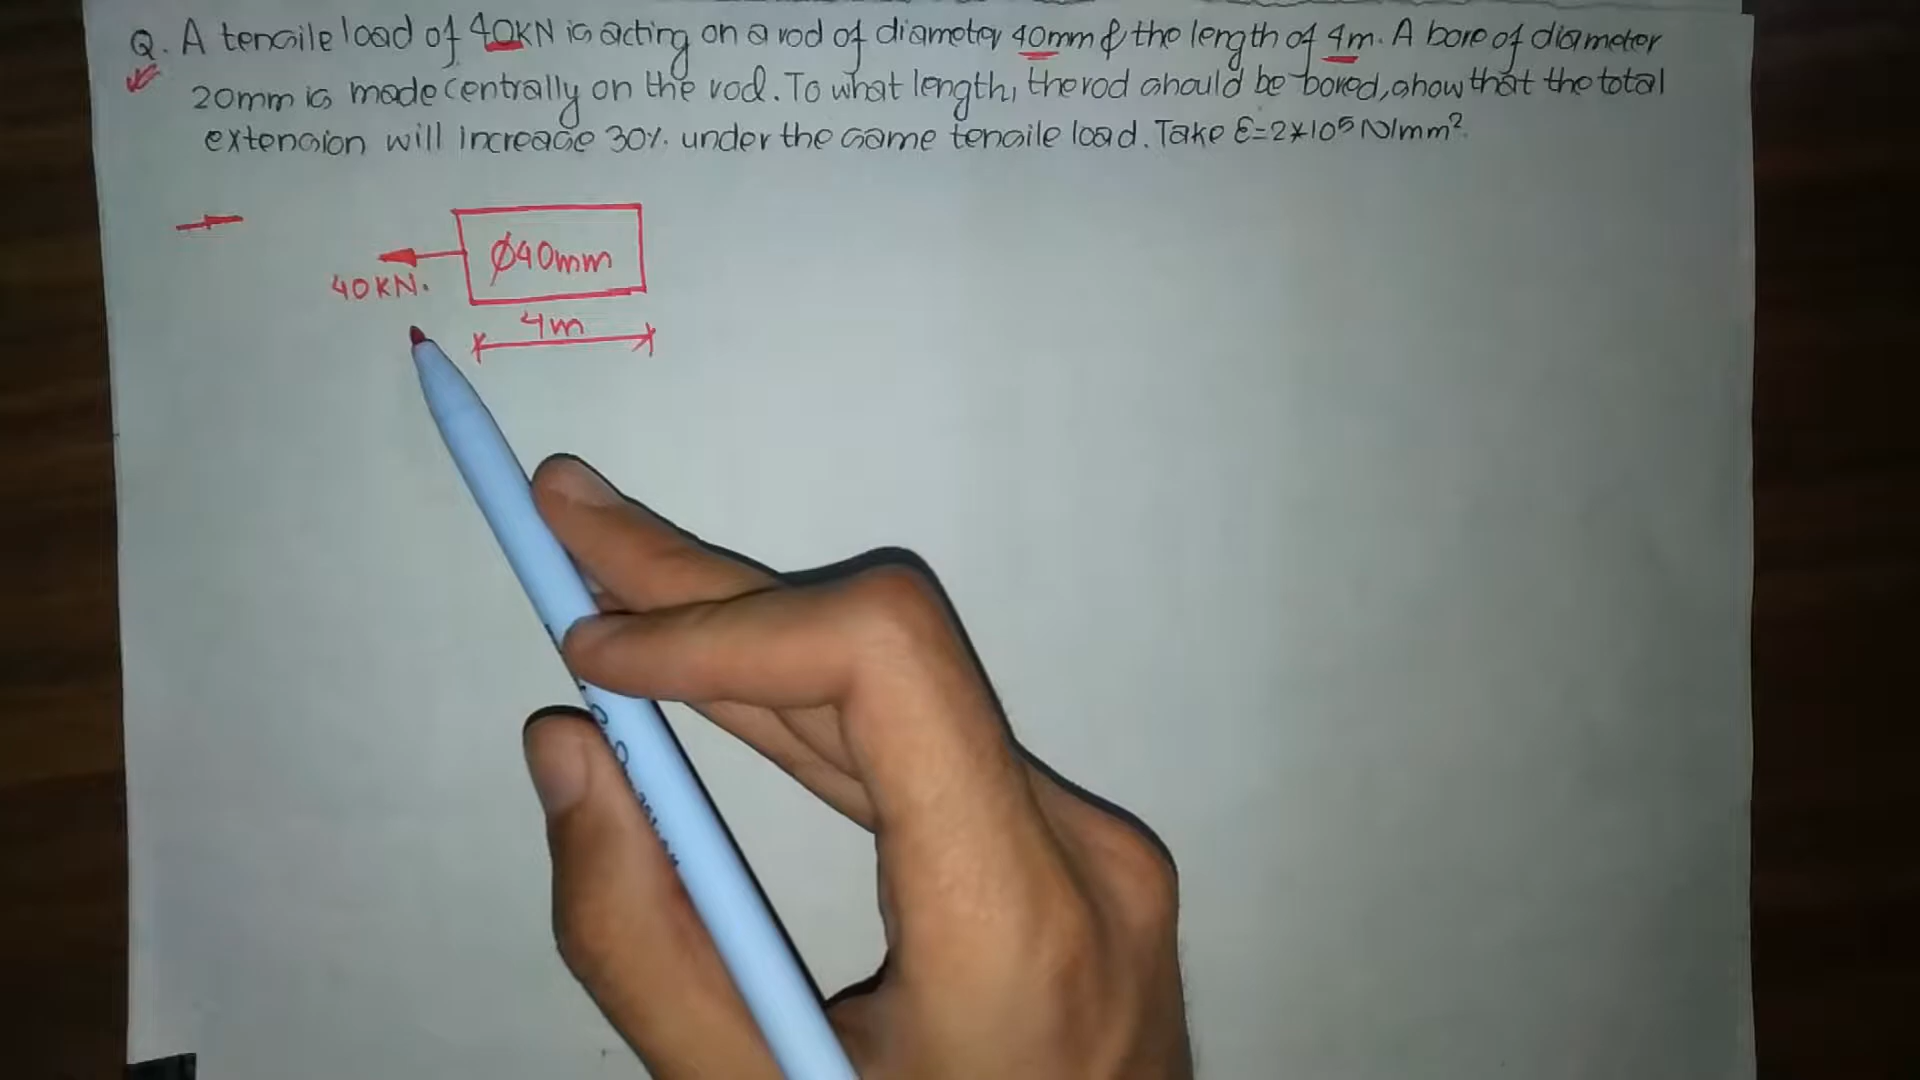 Q. A tensile load of 40KN is acting on a rod of diameter 40mm & the length of 4m. A bore of diameter
20mm is made centrally on the rod. To what length, the rod should be bored, show that the total
extension will increase 30%. under the same tensile load. Take E=2*10⁵ N/mm².
Ø40mm
40KN.
4m